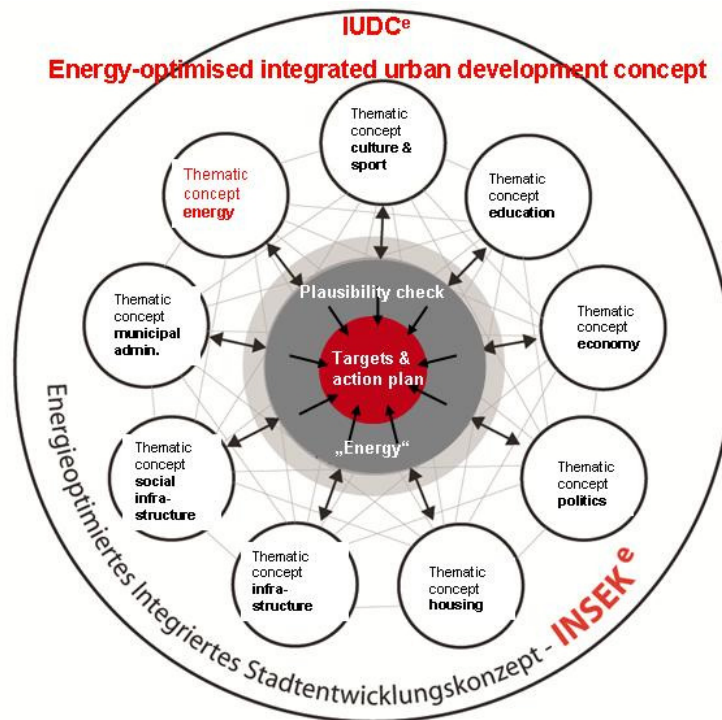 IUDCᵉ
Energy-optimised integrated urban development concept
Thematic
concept
culture &
sport
Thematic
concept
education
Thematic
concept
economy
Thematic
concept
politics
Thematic
concept
housing
Thematic
concept
infra-
structure
Thematic
concept
social
infra-
structure
Thematic
concept
municipal
admin.
Thematic
concept
energy
Plausibility check
Targets &
action plan
„Energy“
Energieoptimiertes Integriertes Stadtentwicklungskonzept - INSEKᵉ